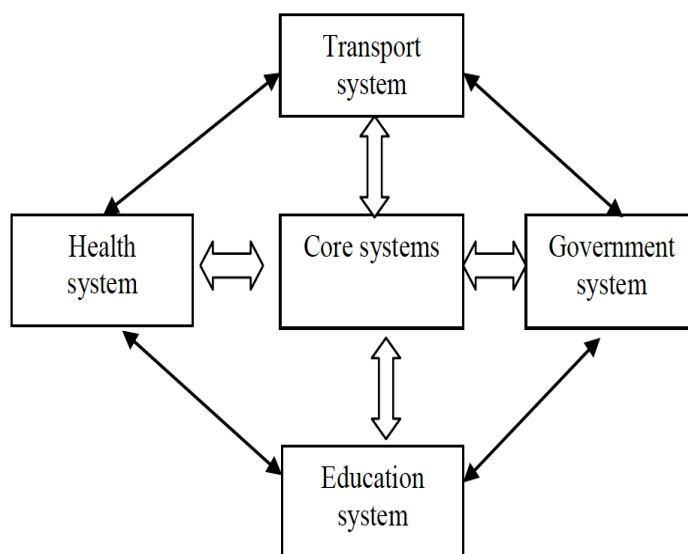 Transport
system
Health
system
Core systems
Government
system
Education
system